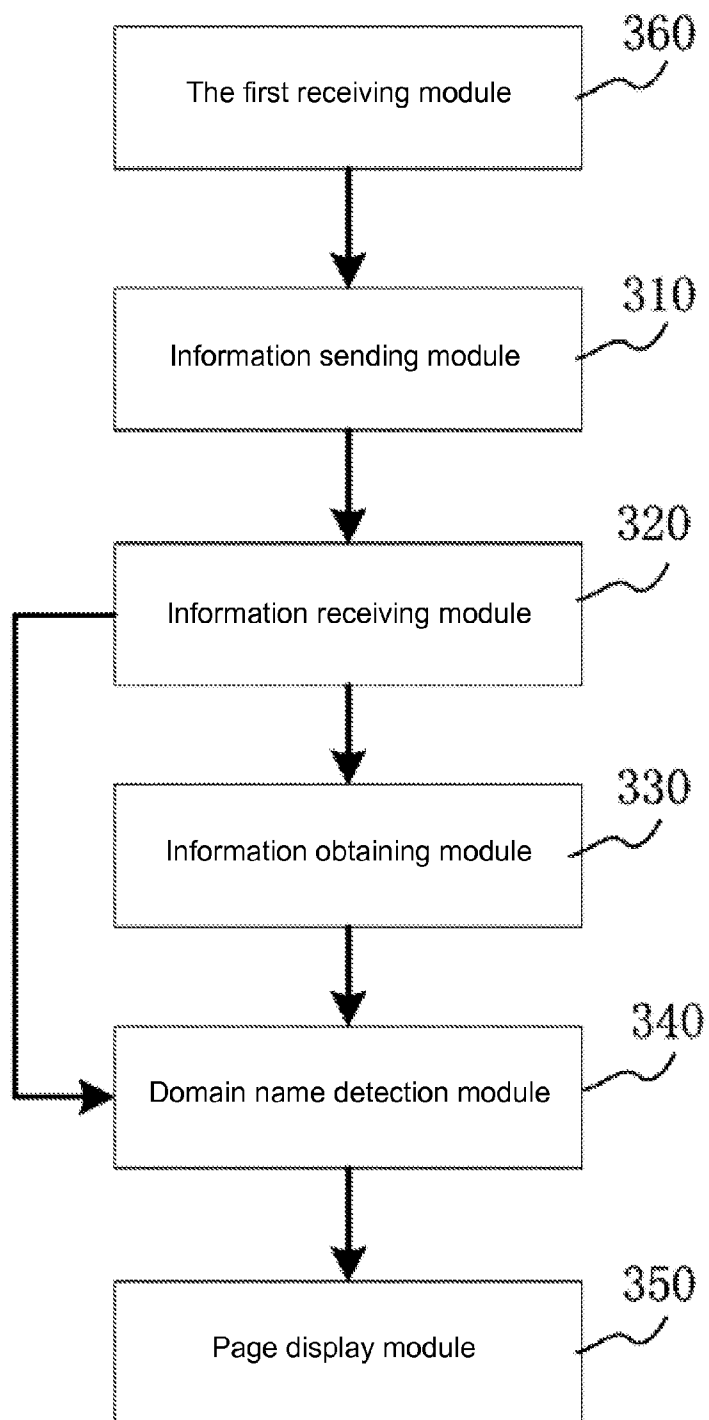 360
The first receiving module
310
Information sending module
320
Information receiving module
330
Information obtaining module
340
Domain name detection module
350
Page display module